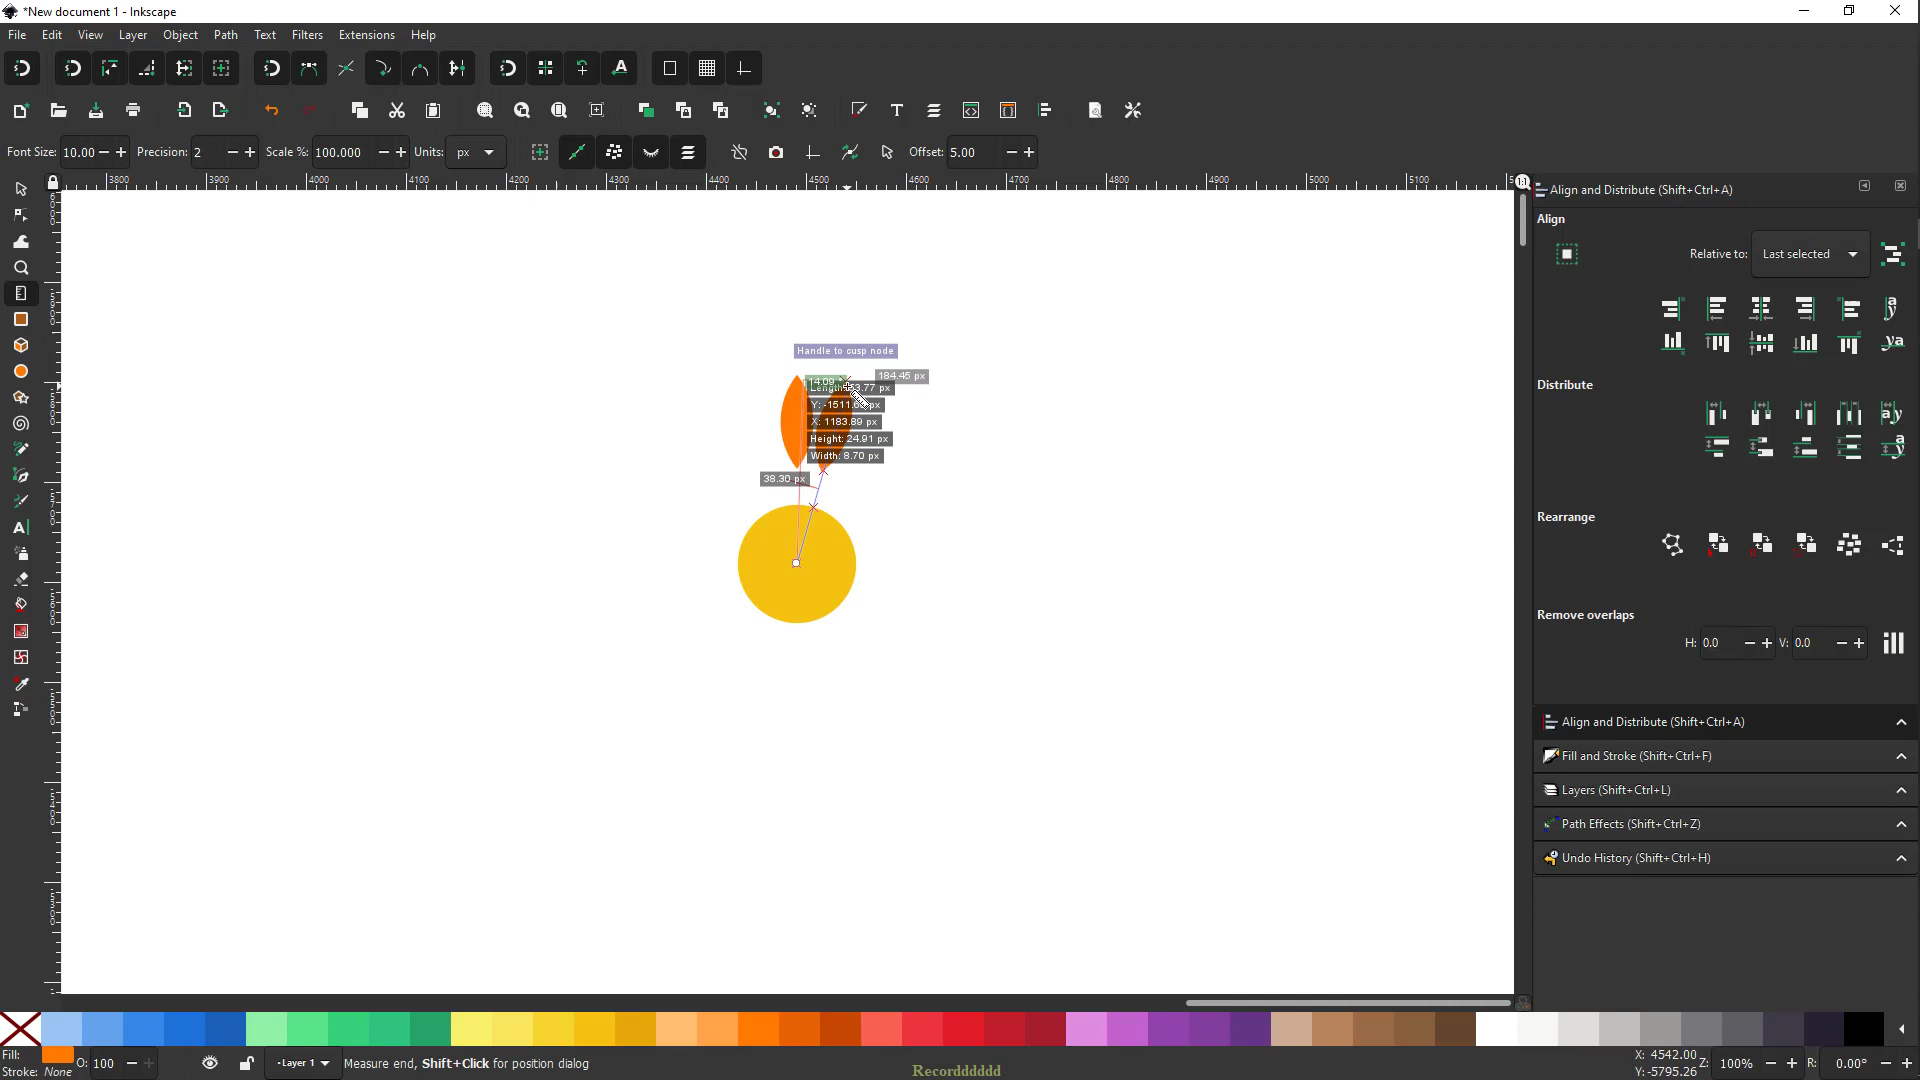 *New document 1 - Inkscape
File Edit View Layer Object Path Text Filters Extensions Help
Font Size: 10.00 Precision: 2 Scale %: 100.000 Units: px Offset: 5.00
3800 3900 4000 4100 4200 4300 4400 4500 4600 4700 4800 4900 5000 5100
1:1
Align and Distribute (Shift+Ctrl+A)
Align
Relative to: Last selected
Distribute
Rearrange
Remove overlaps
H: 0.0 V: 0.0
Align and Distribute (Shift+Ctrl+A)
Fill and Stroke (Shift+Ctrl+F)
Layers (Shift+Ctrl+L)
Path Effects (Shift+Ctrl+Z)
Undo History (Shift+Ctrl+H)
Handle to cusp node
184.45 px
14.09
Y: -1511. px
X: 1183.89 px
Height: 24.91 px
Width: 8.70 px
38.30 px
Fill:
Stroke: None
O: 100
-Layer 1
Measure end, Shift+Click for position dialog
Recordddddd
X: 4542.00
Y:-5795.26
Z: 100%
R: 0.00°